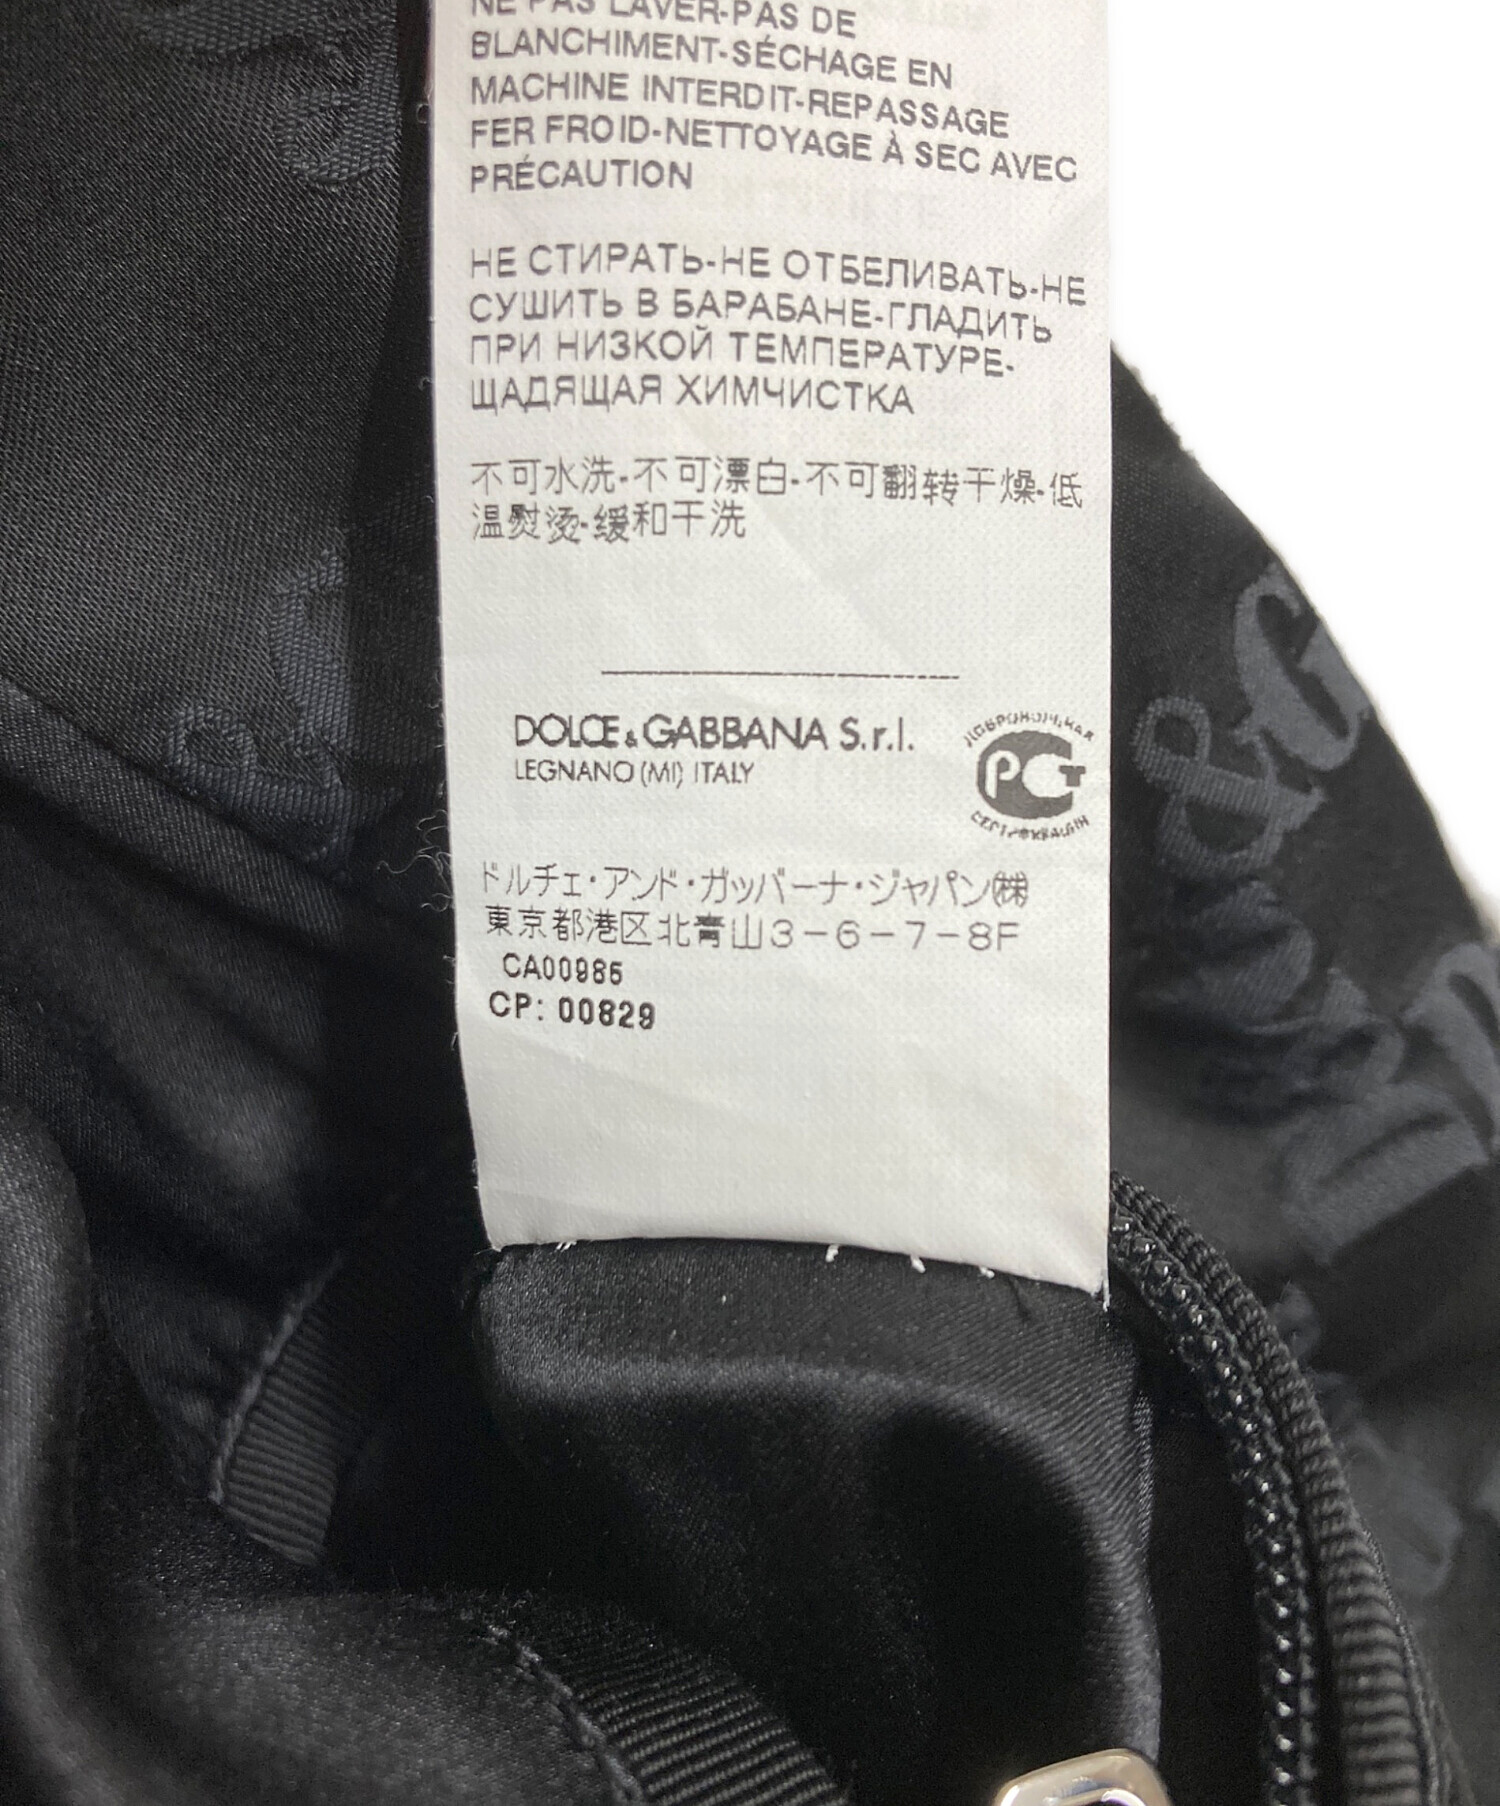 NE PAS LAVER-PAS DE
BLANCHIMENT-SÉCHAGE EN
MACHINE INTERDIT-REPASSAGE
FER FROID-NETTOYAGE À SEC AVEC
PRÉCAUTION
НЕ СТИРАТЬ-НЕ ОТБЕЛИВАТЬ-НЕ
СУШИТЬ В БАРАБАНЕ-ГЛАДИТЬ
ПРИ НИЗКОЙ ТЕМПЕРАТУРЕ-
ЩАДЯЩАЯ ХИМЧИСТКА
不可水洗-不可漂白-不可翻转干燥-低
温熨烫-缓和干洗
DOLCE & GABBANA S.r.l.
LEGNANO (MI) ITALY
ДОБРОВОЛЬНАЯ
РСТ
СЕРТИФИКАЦИЯ
ドルチェ・アンド・ガッバーナ・ジャパン㈱
東京都港区北青山3-6-7-8F
CA00985
CP: 00829
&G